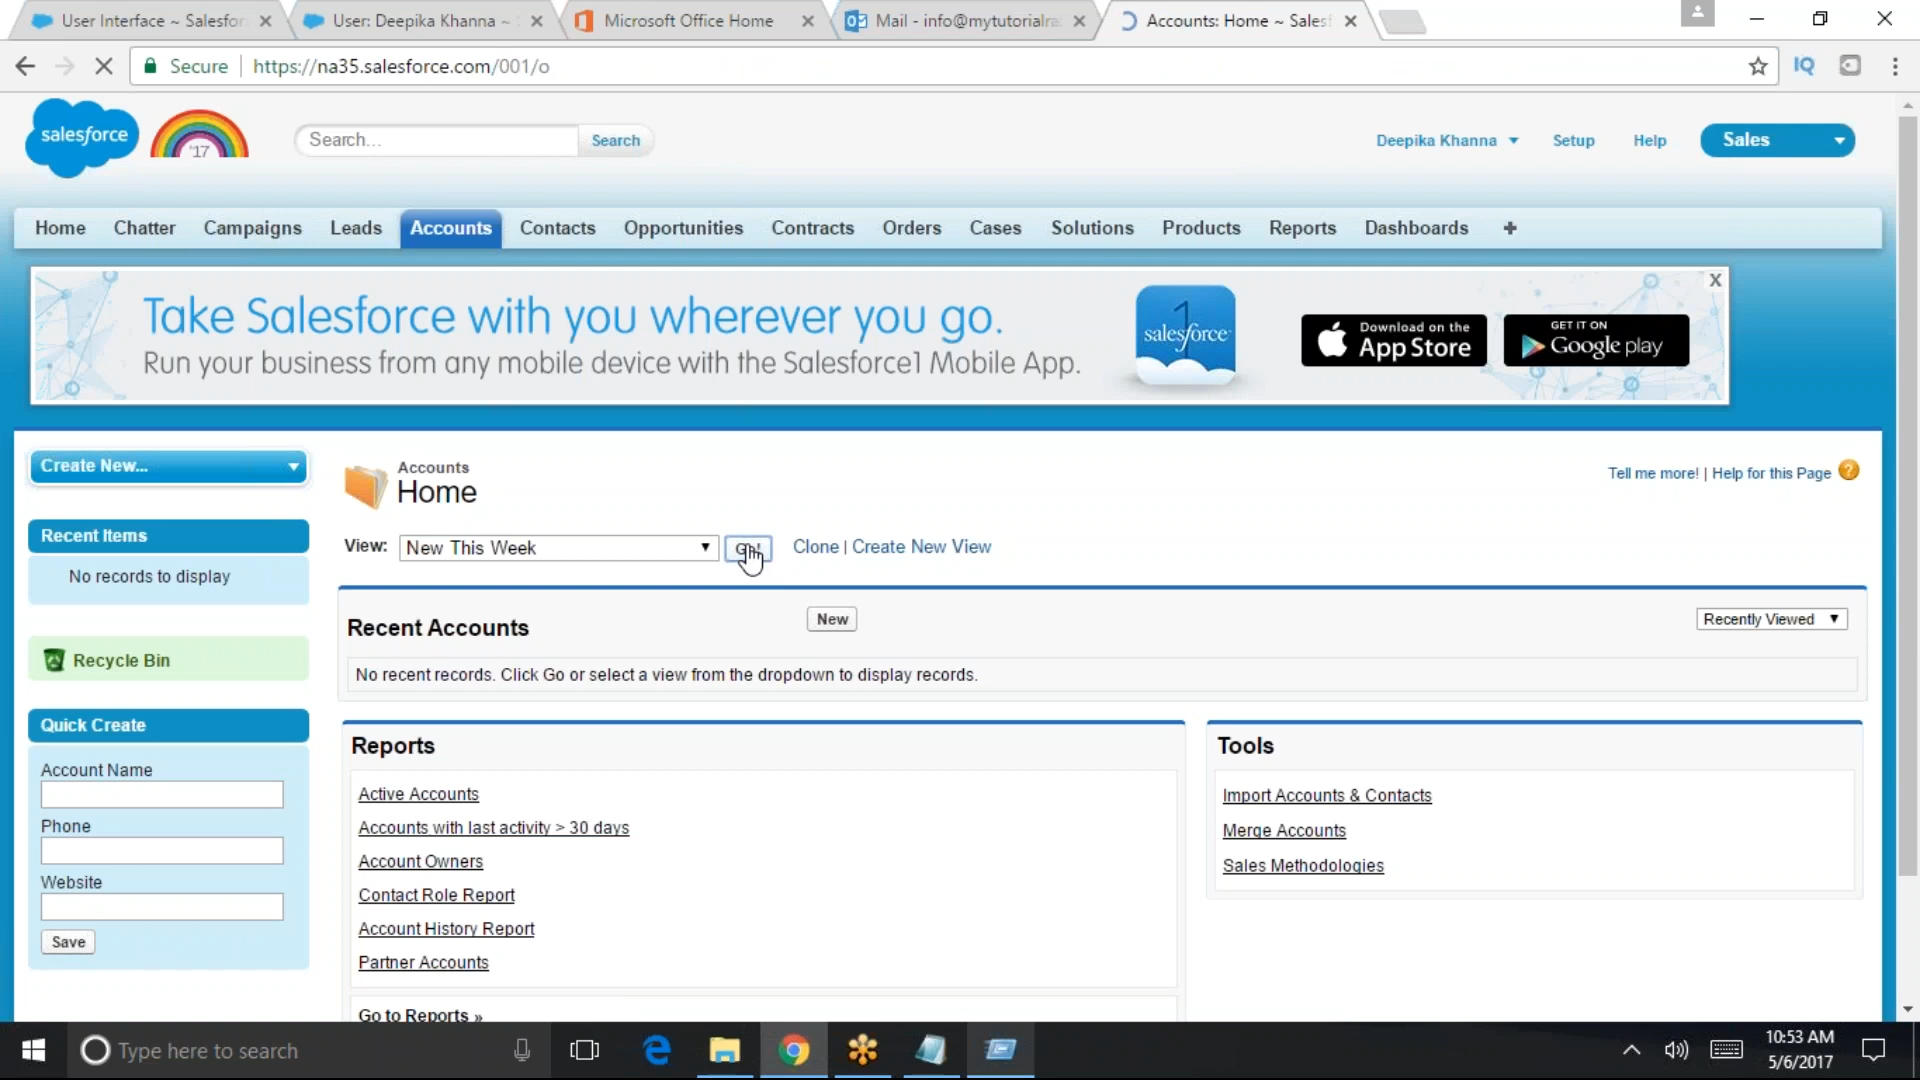 User Interface ~ Salesfor
User: Deepika Khanna ~
Microsoft Office Home
Mail - info@mytutorialra
Accounts: Home ~ Salesf
Secure
https://na35.salesforce.com/001/o
IQ
salesforce
'17
Search...
Search
Deepika Khanna
Setup
Help
Sales
Home
Chatter
Campaigns
Leads
Accounts
Contacts
Opportunities
Contracts
Orders
Cases
Solutions
Products
Reports
Dashboards
+
Take Salesforce with you wherever you go.
Run your business from any mobile device with the Salesforce1 Mobile App.
1
salesforce
Download on the
App Store
GET IT ON
Google play
X
Create New...
Recent Items
No records to display
Recycle Bin
Quick Create
Account Name
Phone
Website
Save
Accounts
Home
Tell me more! | Help for this Page
View:
New This Week
Clone | Create New View
Recent Accounts
New
Recently Viewed
No recent records. Click Go or select a view from the dropdown to display records.
Reports
Active Accounts
Accounts with last activity > 30 days
Account Owners
Contact Role Report
Account History Report
Partner Accounts
Go to Reports »
Tools
Import Accounts & Contacts
Merge Accounts
Sales Methodologies
Type here to search
10:53 AM
5/6/2017